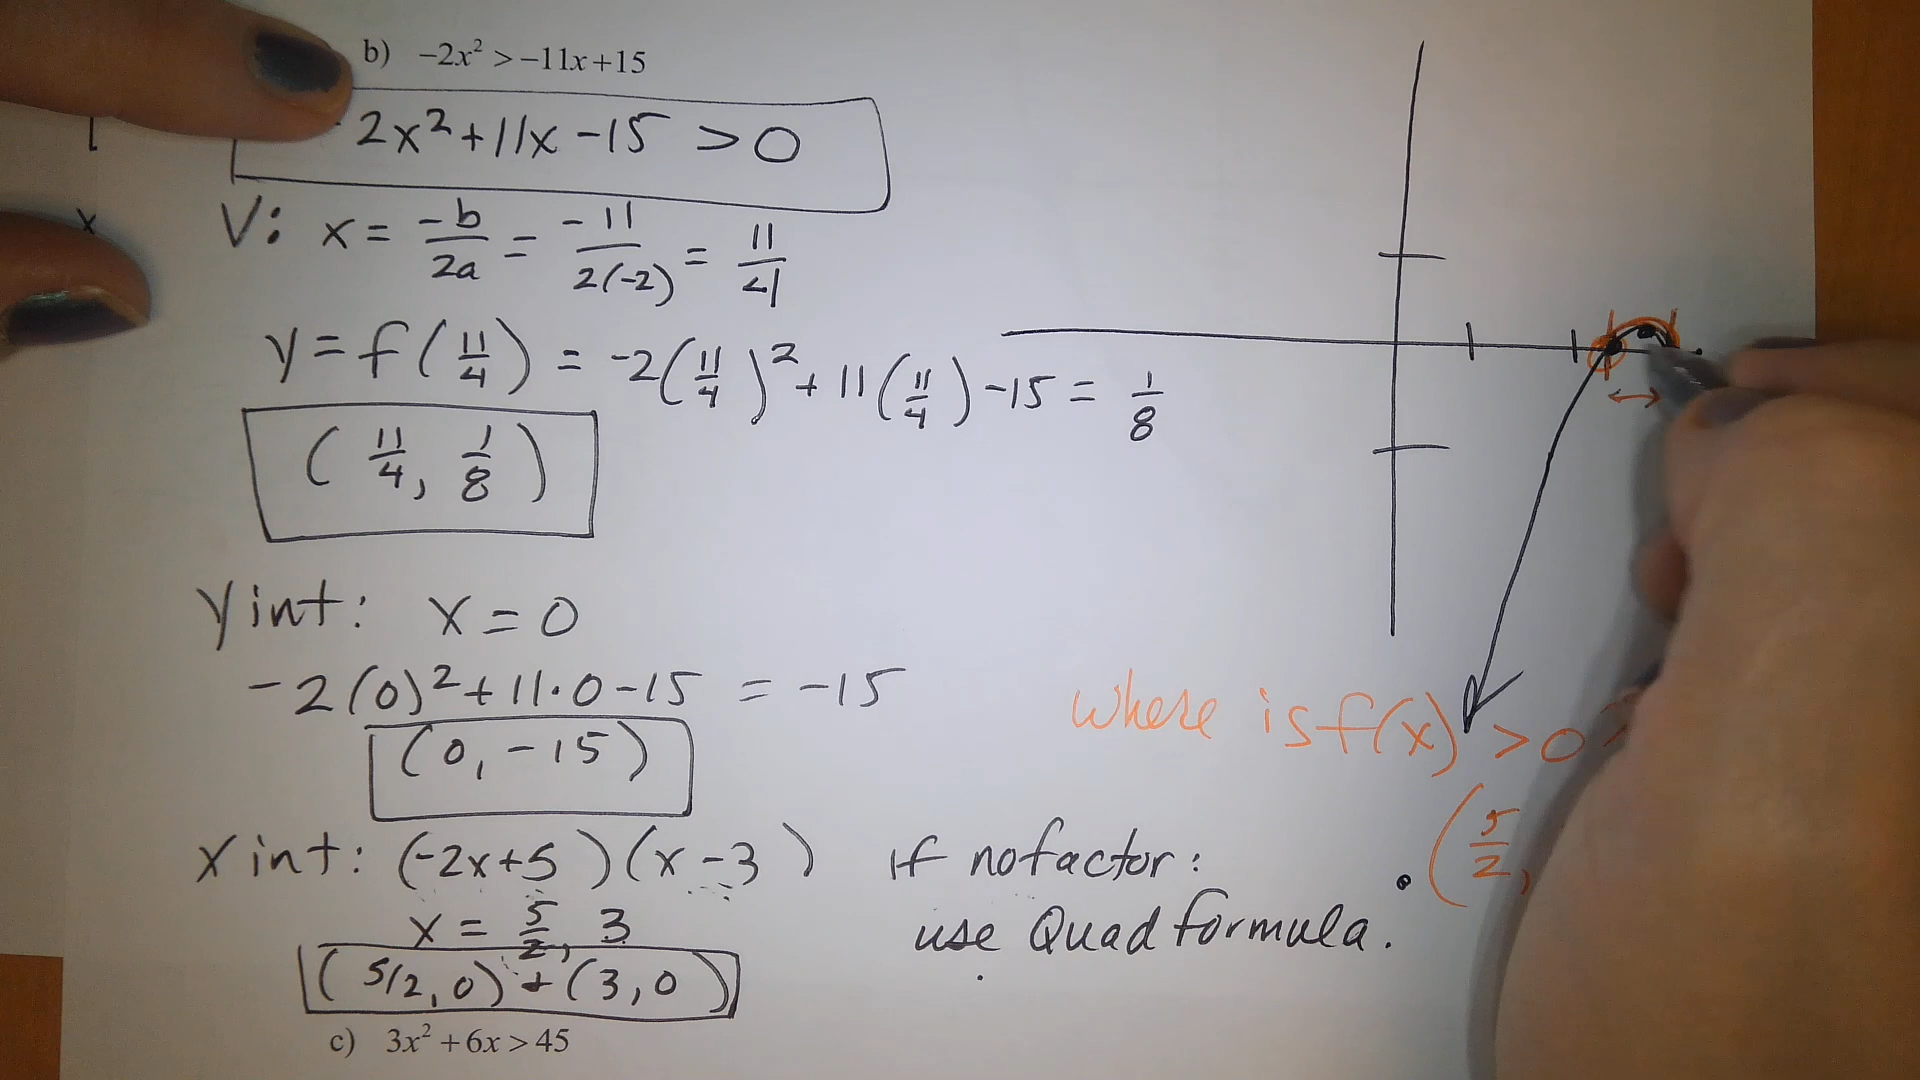 b) −2x² > −11x+15
2x² + 11x − 15 > 0
V: x = -b/2a = -11/2(-2) = 11/4
y = f(11/4) = -2(11/4)² + 11(11/4) - 15 = 1/8
(11/4, 1/8)
y int: x = 0
-2(0)² + 11·0 - 15 = -15
(0, -15)
x int: (-2x+5)(x-3)
x = 5/2, 3
(5/2, 0) + (3, 0)
if no factor:
use Quad formula.
where is f(x) > 0
(5/2,
c) 3x² + 6x > 45